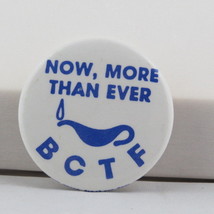 NOW, MORE
THAN EVER
BCTF